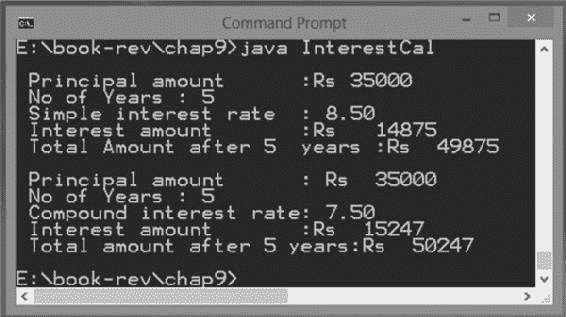 Command Prompt
E:\book-rev\chap9>java InterestCal
Principal amount :Rs 35000
No of Years : 5
Simple interest rate : 8.50
Interest amount :Rs 14875
Total Amount after 5 years :Rs 49875
Principal amount : Rs 35000
No of Years : 5
Compound interest rate: 7.50
Interest amount :Rs 15247
Total amount after 5 years:Rs 50247
E:\book-rev\chap9>